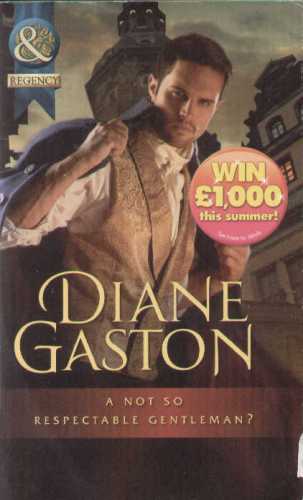 &
REGENCY
WIN
£1,000
this summer!
DIANE
GASTON
A NOT SO
RESPECTABLE GENTLEMAN?